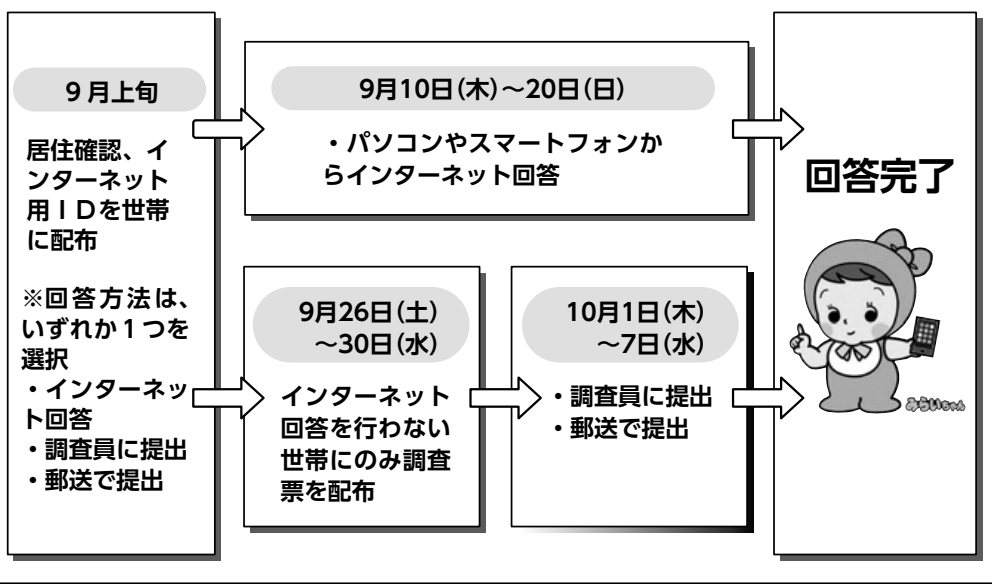 9月上旬
居住確認、イ
ンターネット
用IDを世帯
に配布
※回答方法は、
いずれか1つを
選択
・インターネッ
ト回答
・調査員に提出
・郵送で提出
9月10日(木)～20日(日)
・パソコンやスマートフォンか
らインターネット回答
9月26日(土)
～30日(水)
インターネット
回答を行わない
世帯にのみ調査
票を配布
10月1日(木)
～7日(水)
・調査員に提出
・郵送で提出
回答完了
みらいちゃん